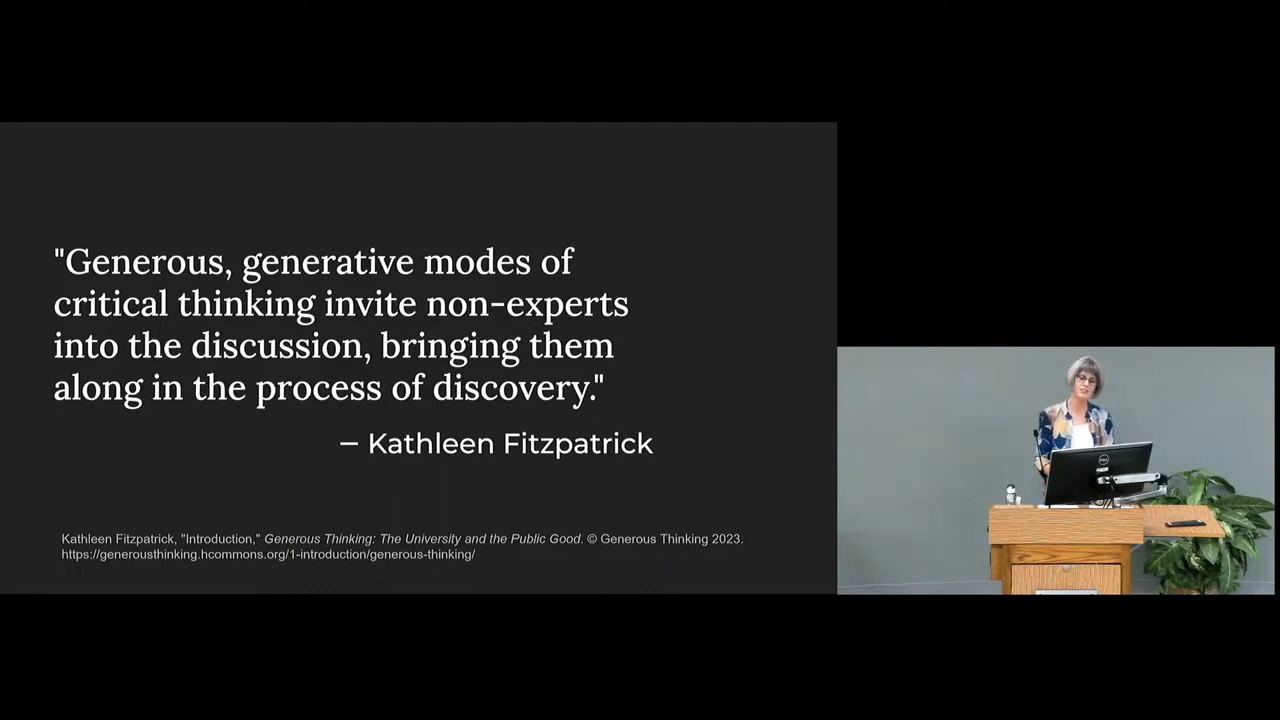 "Generous, generative modes of
critical thinking invite non-experts
into the discussion, bringing them
along in the process of discovery."
— Kathleen Fitzpatrick
Kathleen Fitzpatrick, "Introduction," Generous Thinking: The University and the Public Good. © Generous Thinking 2023.
https://generousthinking.hcommons.org/1-introduction/generous-thinking/
DELL